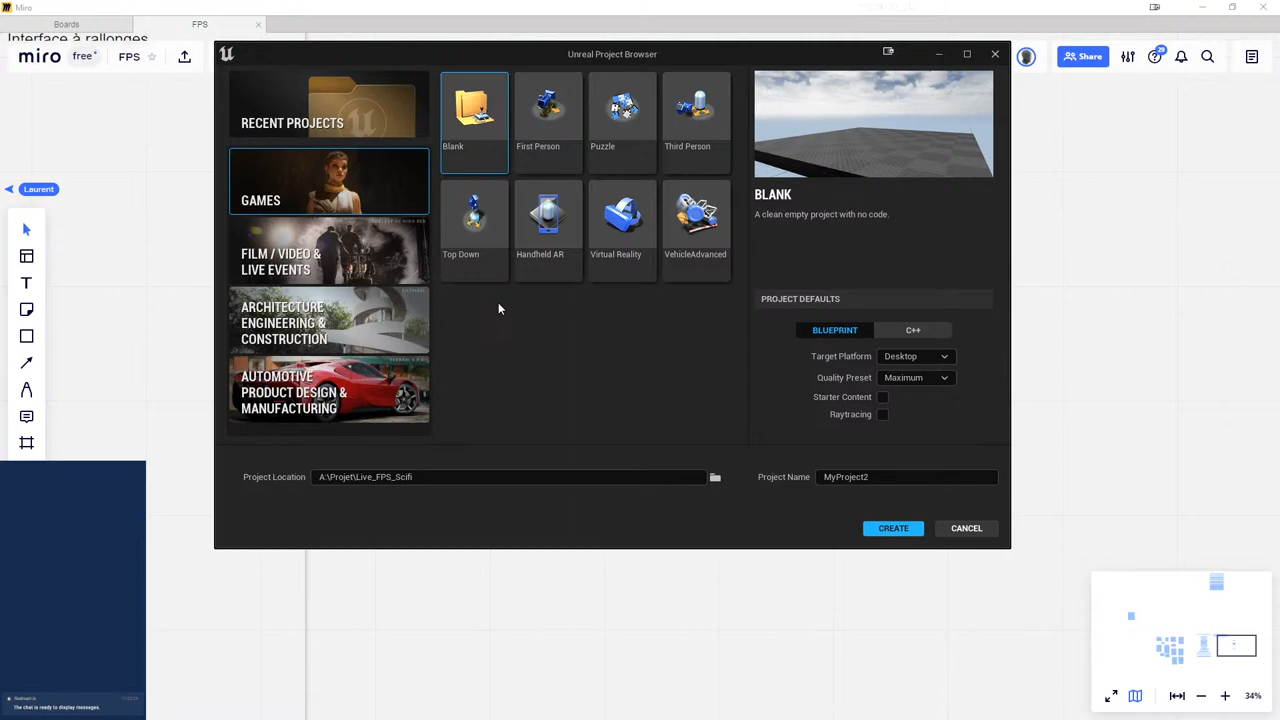 Miro
Boards
FPS
Interface à rallonges
miro
free
FPS
Share
29
Laurent
Unreal Project Browser
RECENT PROJECTS
GAMES
FILM / VIDEO &
LIVE EVENTS
ARCHITECTURE
ENGINEERING &
CONSTRUCTION
AUTOMOTIVE
PRODUCT DESIGN &
MANUFACTURING
Blank
First Person
Puzzle
Third Person
Top Down
Handheld AR
Virtual Reality
VehicleAdvanced
BLANK
A clean empty project with no code.
PROJECT DEFAULTS
BLUEPRINT
C++
Target Platform
Desktop
Quality Preset
Maximum
Starter Content
Raytracing
Project Location
A:\Projet\Live_FPS_Scifi
Project Name
MyProject2
CREATE
CANCEL
The chat is ready to display messages.
34%